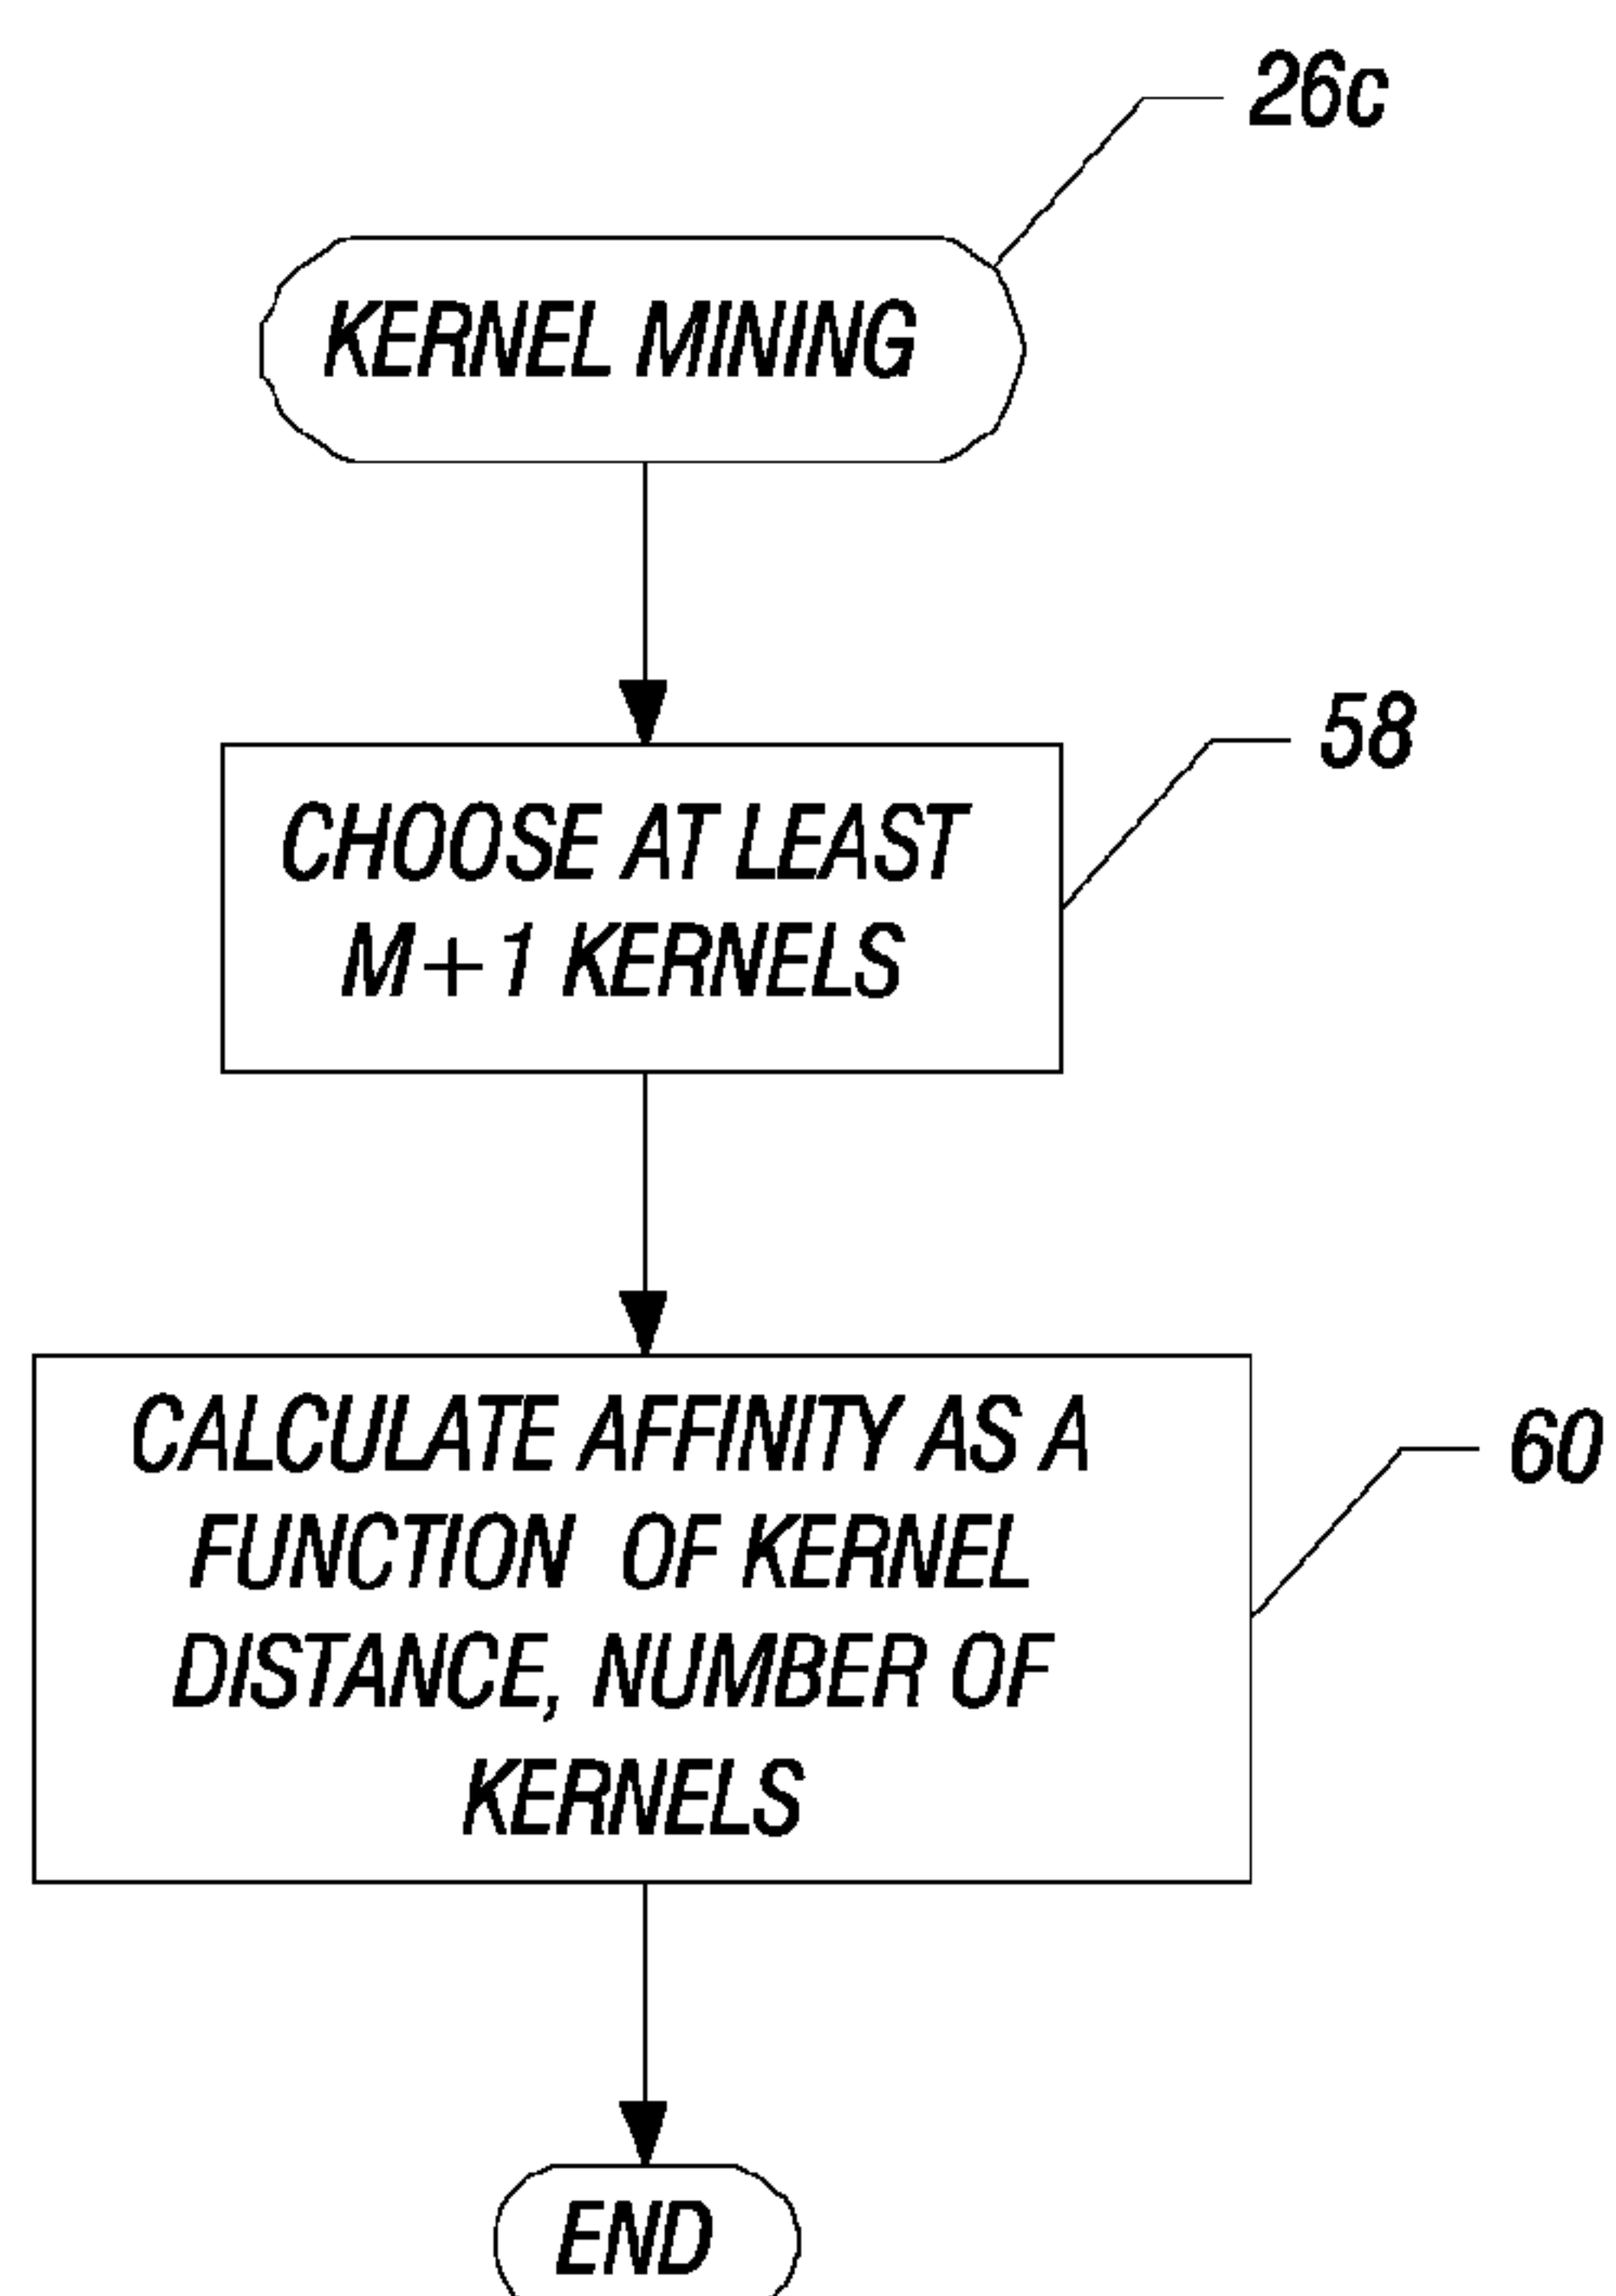 26c
KERNEL MINING
58
CHOOSE AT LEAST
M+1 KERNELS
60
CALCULATE AFFINITY AS A
FUNCTION OF KERNEL
DISTANCE, NUMBER OF
KERNELS
END